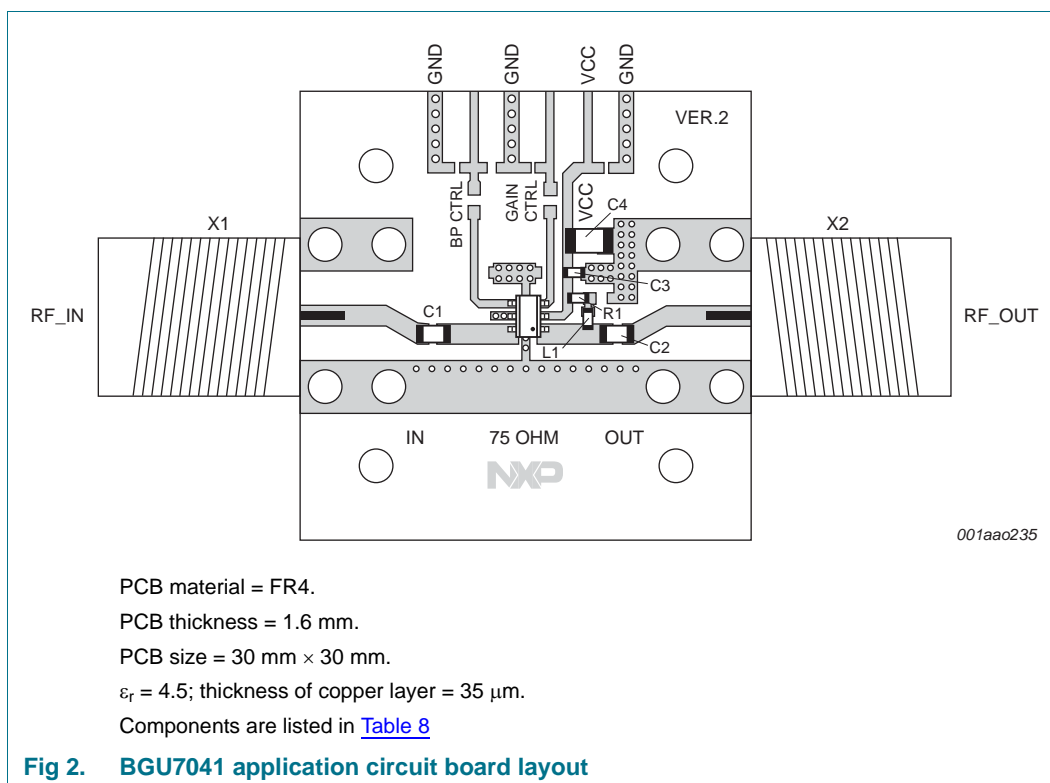 GND
GND
VCC
GND
VER.2
BP CTRL
GAIN
CTRL
VCC
C4
X1
X2
C3
RF_IN
C1
R1
RF_OUT
L1
C2
IN 75 OHM OUT
NXP
001aao235
PCB material = FR4.
PCB thickness = 1.6 mm.
PCB size = 30 mm × 30 mm.
εr = 4.5; thickness of copper layer = 35 μm.
Components are listed in Table 8
Fig 2. BGU7041 application circuit board layout